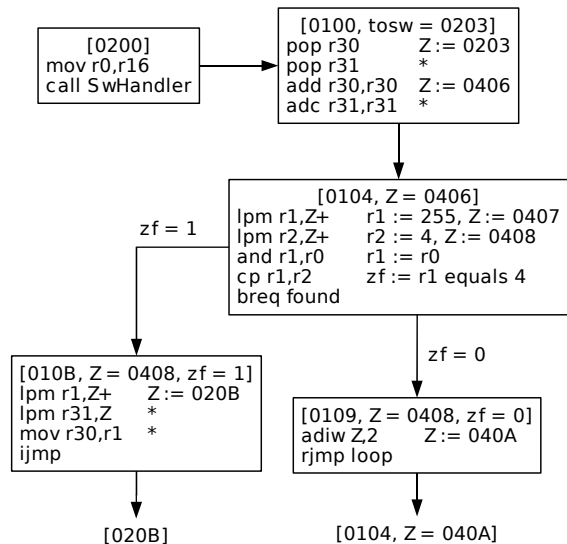 [0200]
mov r0,r16
call SwHandler
[0100, tosw = 0203]
pop r30 Z := 0203
pop r31 *
add r30,r30 Z := 0406
adc r31,r31 *
[0104, Z = 0406]
lpm r1,Z+ r1 := 255, Z := 0407
lpm r2,Z+ r2 := 4, Z := 0408
and r1,r0 r1 := r0
cp r1,r2 zf := r1 equals 4
breq found
zf = 1
zf = 0
[010B, Z = 0408, zf = 1]
lpm r1,Z+ Z := 020B
lpm r31,Z *
mov r30,r1 *
ijmp
[0109, Z = 0408, zf = 0]
adiw Z,2 Z := 040A
rjmp loop
[020B]
[0104, Z = 040A]